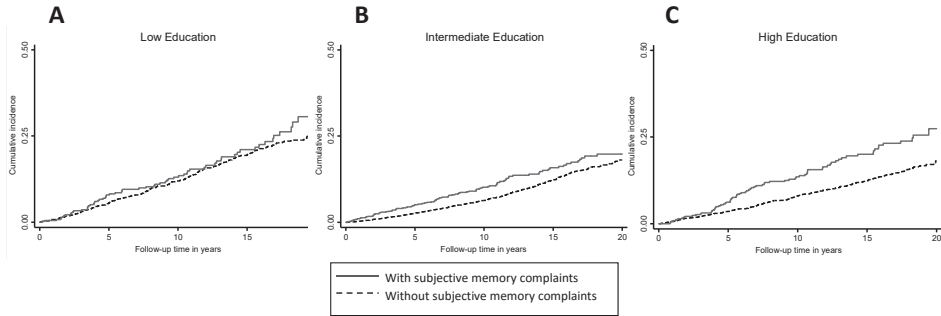 A
B
C
Low Education
Intermediate Education
High Education
Cumulative incidence
0.00
0.25
0.50
0
5
10
15
Follow-up time in years
Cumulative incidence
0.00
0.25
0.50
0
5
10
15
20
Follow-up time in years
Cumulative incidence
0.00
0.25
0.50
0
5
10
15
20
Follow-up time in years
With subjective memory complaints
Without subjective memory complaints